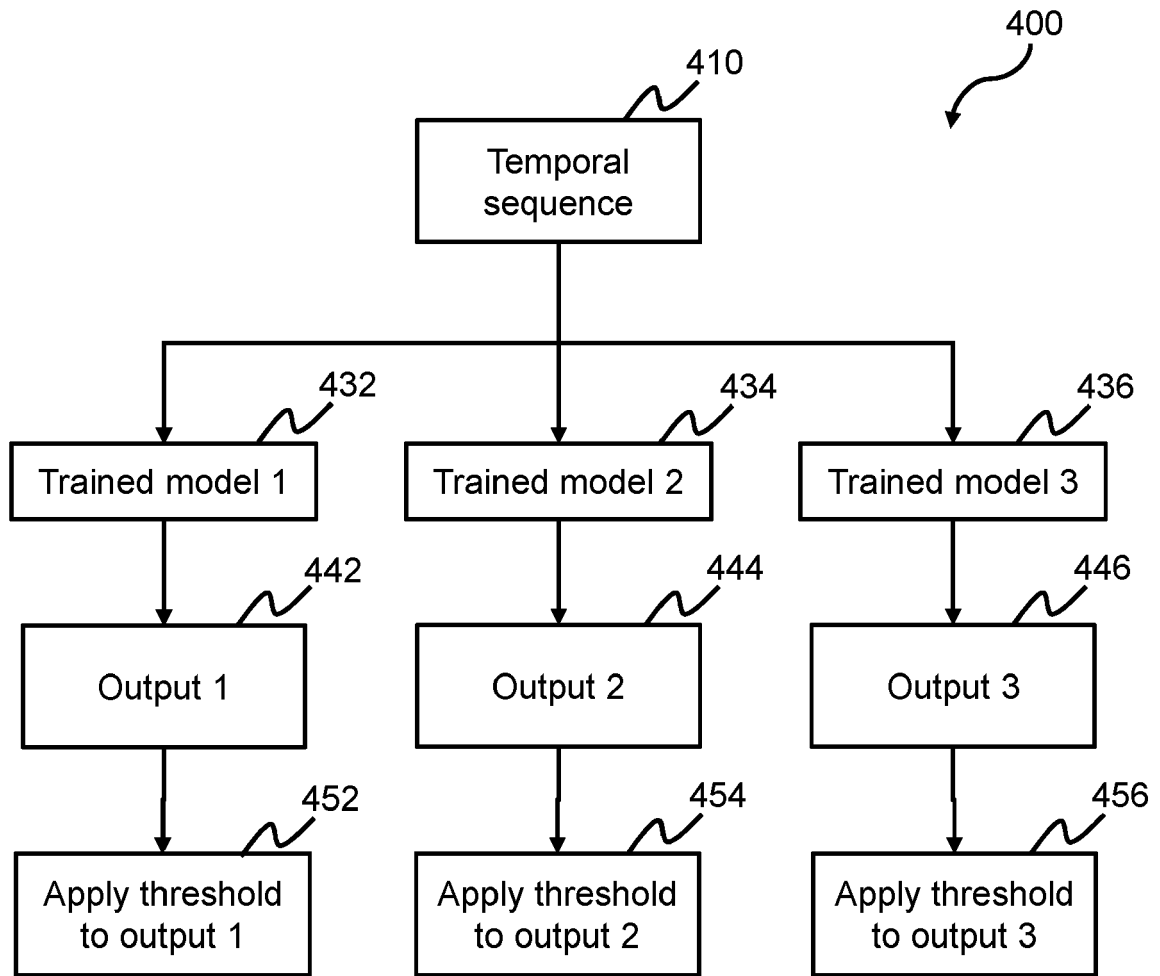 400
410
Temporal
sequence
432
434
436
Trained model 1
Trained model 2
Trained model 3
442
444
446
Output 1
Output 2
Output 3
452
454
456
Apply threshold
to output 1
Apply threshold
to output 2
Apply threshold
to output 3